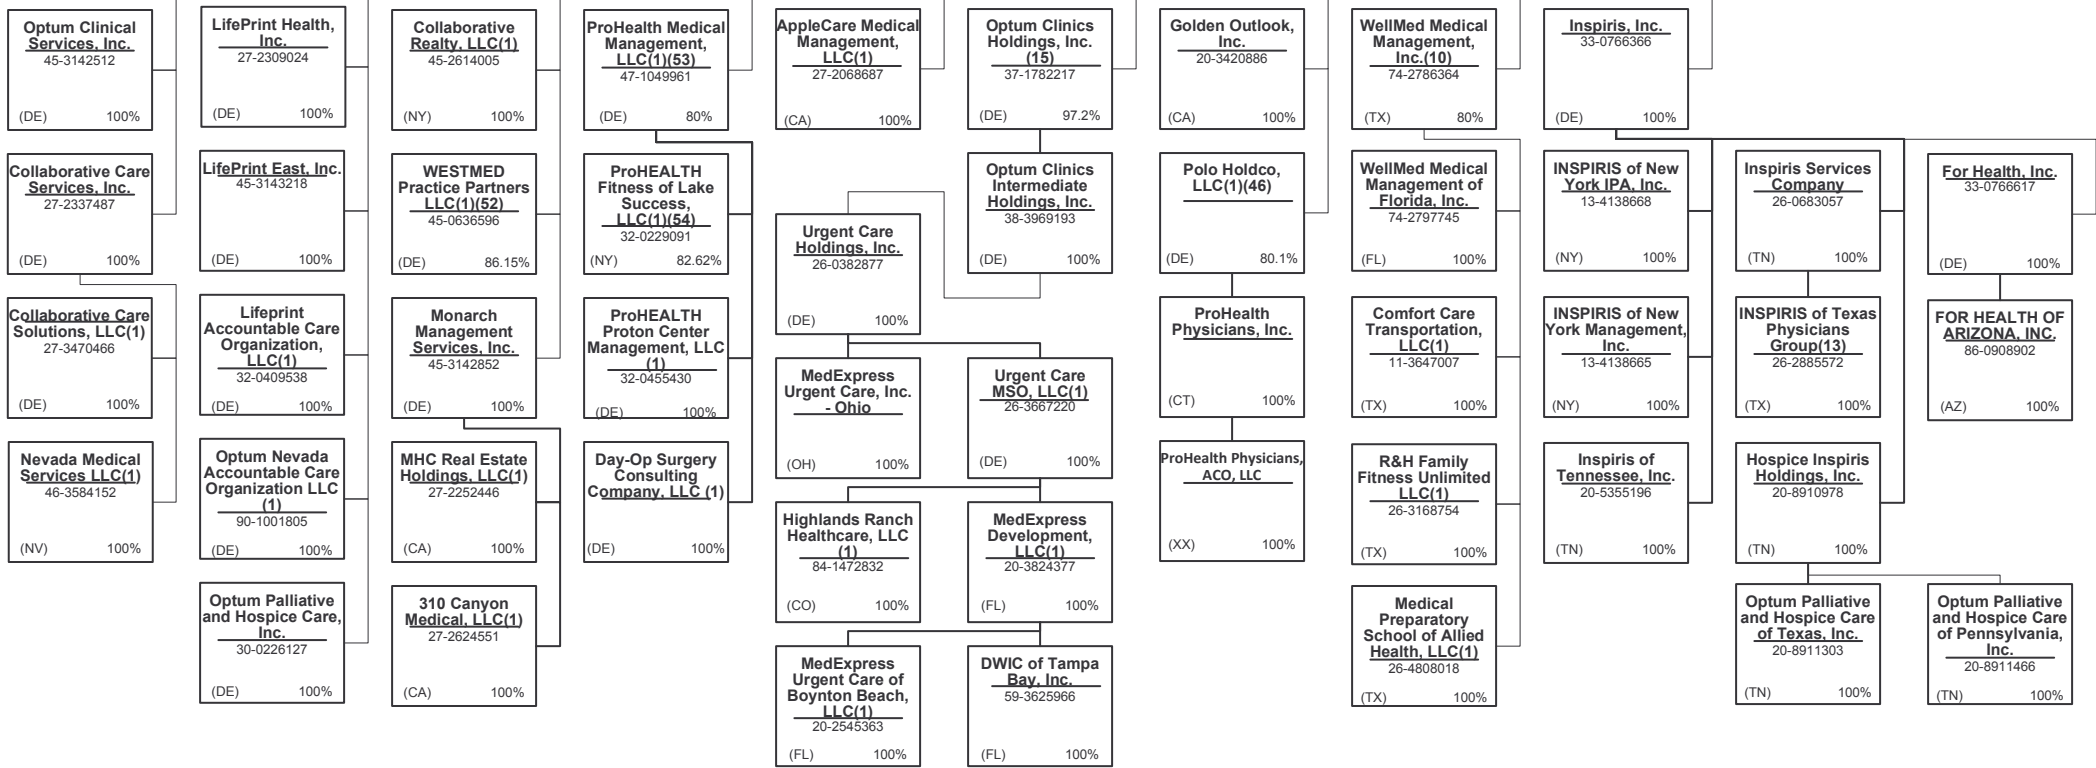 Optum Clinical
Services, Inc.
45-3142512
(DE) 100%
Collaborative Care
Services, Inc.
27-2337487
(DE) 100%
Collaborative Care
Solutions, LLC(1)
27-3470466
(DE) 100%
Nevada Medical
Services LLC(1)
46-3584152
(NV) 100%
LifePrint Health,
Inc.
27-2309024
(DE) 100%
LifePrint East, Inc.
45-3143218
(DE) 100%
Lifeprint
Accountable Care
Organization,
LLC(1)
32-0409538
(DE) 100%
Optum Nevada
Accountable Care
Organization LLC
(1)
90-1001805
(DE) 100%
Optum Palliative
and Hospice Care,
Inc.
30-0226127
(DE) 100%
Collaborative
Realty, LLC(1)
45-2614005
(NY) 100%
WESTMED
Practice Partners
LLC(1)(52)
45-0636596
(DE) 86.15%
Monarch
Management
Services, Inc.
45-3142852
(DE) 100%
MHC Real Estate
Holdings, LLC(1)
27-2252446
(CA) 100%
310 Canyon
Medical, LLC(1)
27-2624551
(CA) 100%
ProHealth Medical
Management,
LLC(1)(53)
47-1049961
(DE) 80%
ProHEALTH
Fitness of Lake
Success,
LLC(1)(54)
32-0229091
(NY) 82.62%
ProHEALTH
Proton Center
Management, LLC
(1)
32-0455430
(DE) 100%
Day-Op Surgery
Consulting
Company, LLC (1)
(DE) 100%
AppleCare Medical
Management,
LLC(1)
27-2068687
(CA) 100%
Optum Clinics
Holdings, Inc.
(15)
37-1782217
(DE) 97.2%
Optum Clinics
Intermediate
Holdings, Inc.
38-3969193
(DE) 100%
Urgent Care
Holdings, Inc.
26-0382877
(DE) 100%
MedExpress
Urgent Care, Inc.
- Ohio
(OH) 100%
Urgent Care
MSO, LLC(1)
26-3667220
(DE) 100%
Highlands Ranch
Healthcare, LLC
(1)
84-1472832
(CO) 100%
MedExpress
Development,
LLC(1)
20-3824377
(FL) 100%
MedExpress
Urgent Care of
Boynton Beach,
LLC(1)
20-2545363
(FL) 100%
DWIC of Tampa
Bay, Inc.
59-3625966
(FL) 100%
Golden Outlook,
Inc.
20-3420886
(CA) 100%
Polo Holdco,
LLC(1)(46)
(DE) 80.1%
ProHealth
Physicians, Inc.
(CT) 100%
ProHealth Physicians,
ACO, LLC
(XX) 100%
WellMed Medical
Management,
Inc.(10)
74-2786364
(TX) 80%
WellMed Medical
Management of
Florida, Inc.
74-2797745
(FL) 100%
Comfort Care
Transportation,
LLC(1)
11-3647007
(TX) 100%
R&H Family
Fitness Unlimited
LLC(1)
26-3168754
(TX) 100%
Medical
Preparatory
School of Allied
Health, LLC(1)
26-4808018
(TX) 100%
Inspiris, Inc.
33-0766366
(DE) 100%
INSPIRIS of New
York IPA, Inc.
13-4138668
(NY) 100%
INSPIRIS of New
York Management,
Inc.
13-4138665
(NY) 100%
Inspiris of
Tennessee, Inc.
20-5355196
(TN) 100%
Inspiris Services
Company
26-0683057
(TN) 100%
INSPIRIS of Texas
Physicians
Group(13)
26-2885572
(TX) 100%
Hospice Inspiris
Holdings, Inc.
20-8910978
(TN) 100%
Optum Palliative
and Hospice Care
of Texas, Inc.
20-8911303
(TN) 100%
For Health, Inc.
33-0766617
(DE) 100%
FOR HEALTH OF
ARIZONA, INC.
86-0908902
(AZ) 100%
Optum Palliative
and Hospice Care
of Pennsylvania,
Inc.
20-8911466
(TN) 100%